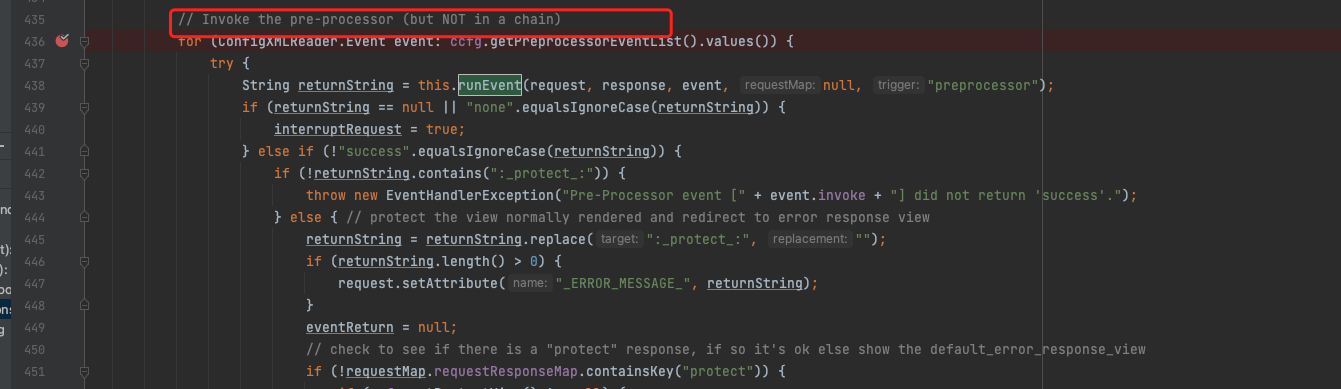 435 // Invoke the pre-processor (but NOT in a chain)
436 for (ConfigXMLReader.Event event: ccfg.getPreprocessorEventList().values()) {
437 try {
438 String returnString = this.runEvent(request, response, event, requestMap: null, trigger: "preprocessor");
439 if (returnString == null || "none".equalsIgnoreCase(returnString)) {
440 interruptRequest = true;
441 } else if (!"success".equalsIgnoreCase(returnString)) {
442 if (!returnString.contains(":_protect_:")) {
443 throw new EventHandlerException("Pre-Processor event [" + event.invoke + "] did not return 'success'.");
444 } else { // protect the view normally rendered and redirect to error response view
445 returnString = returnString.replace( target: ":_protect_:", replacement: "");
446 if (returnString.length() > 0) {
447 request.setAttribute( name: "_ERROR_MESSAGE_", returnString);
448 }
449 eventReturn = null;
450 // check to see if there is a "protect" response, if so it's ok else show the default_error_response_view
451 if (!requestMap.requestResponseMap.containsKey("protect")) {